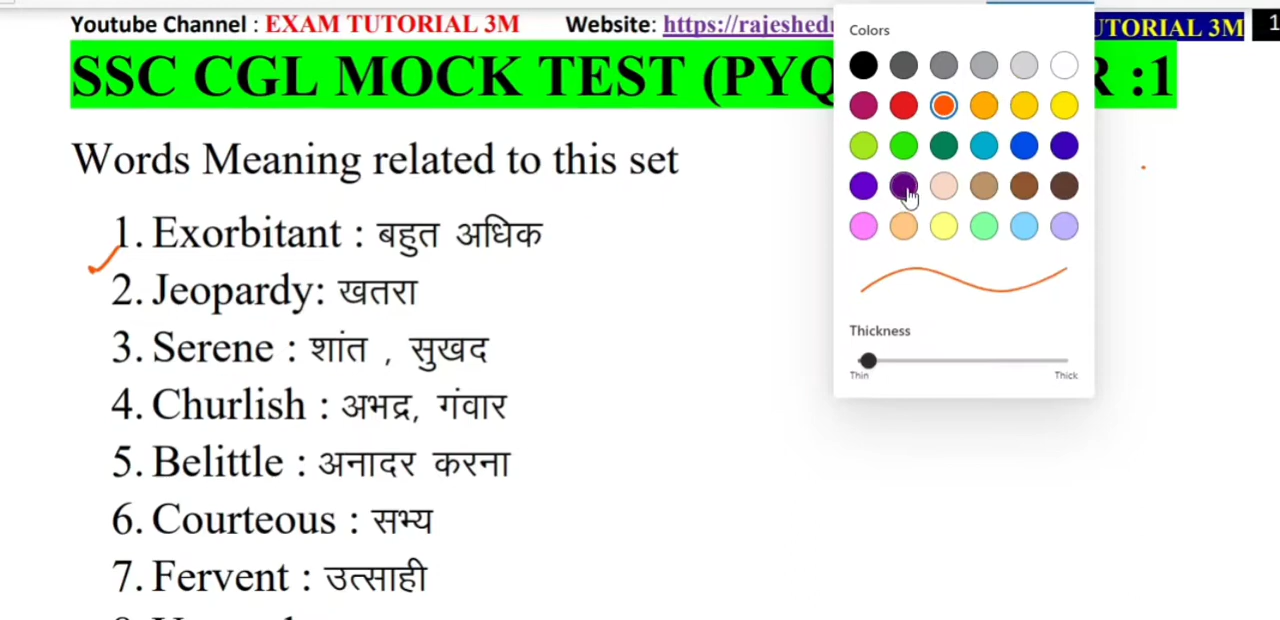 Youtube Channel : EXAM TUTORIAL 3M Website: https://rajeshed UTORIAL 3M 1
SSC CGL MOCK TEST (PYQ R :1
Words Meaning related to this set
1. Exorbitant : बहुत अधिक
2. Jeopardy: खतरा
3. Serene : शांत , सुखद
4. Churlish : अभद्र, गंवार
5. Belittle : अनादर करना
6. Courteous : सभ्य
7. Fervent : उत्साही
Colors
Thickness
Thin Thick